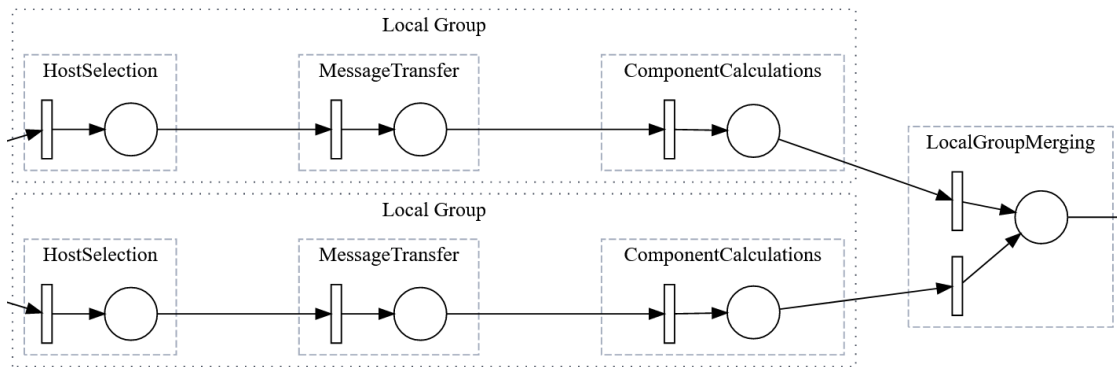 Local Group
HostSelection
MessageTransfer
ComponentCalculations
LocalGroupMerging
Local Group
HostSelection
MessageTransfer
ComponentCalculations